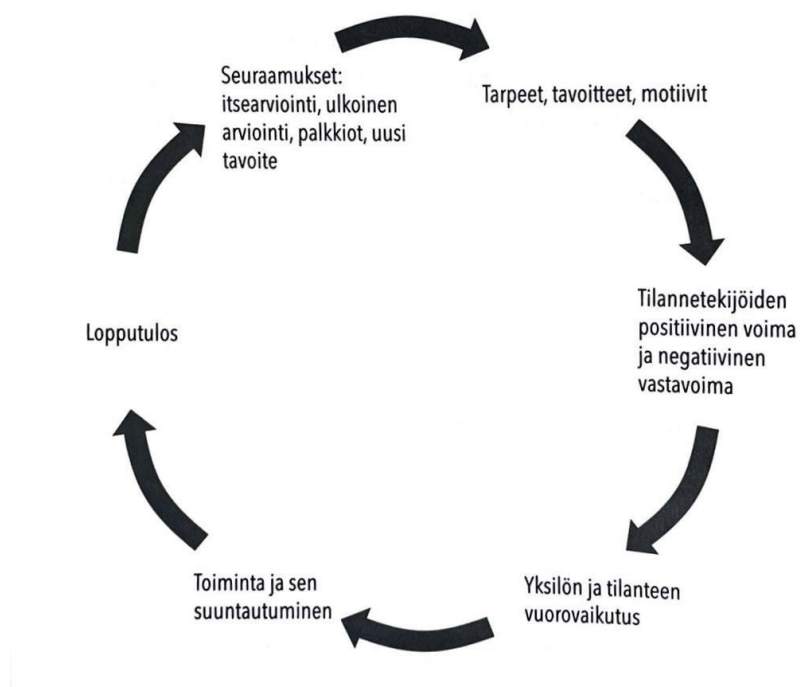 Seuraamukset:
itsearviointi, ulkoinen
arviointi, palkkiot, uusi
tavoite
Tarpeet, tavoitteet, motiivit
Tilannetekijöiden
positiivinen voima
ja negatiivinen
vastavoima
Yksilön ja tilanteen
vuorovaikutus
Toiminta ja sen
suuntautuminen
Lopputulos